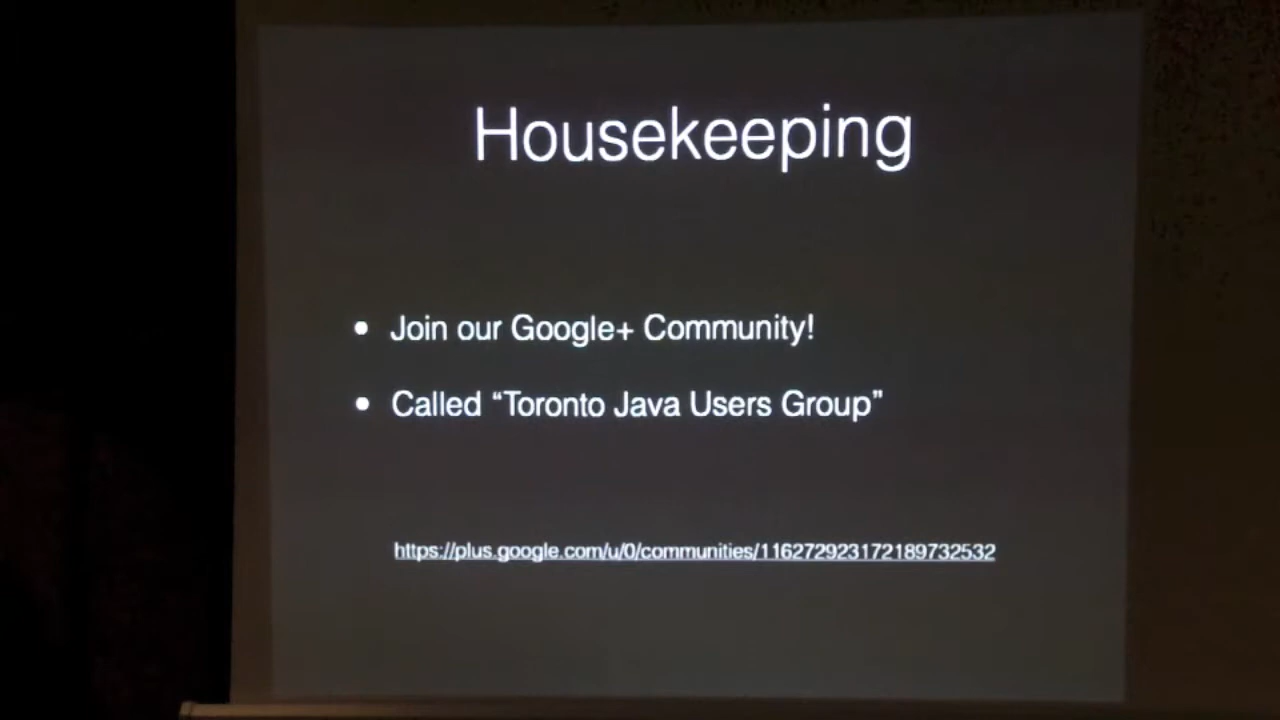 Housekeeping
• Join our Google+ Community!
• Called “Toronto Java Users Group”
https://plus.google.com/u/0/communities/116272923172189732532